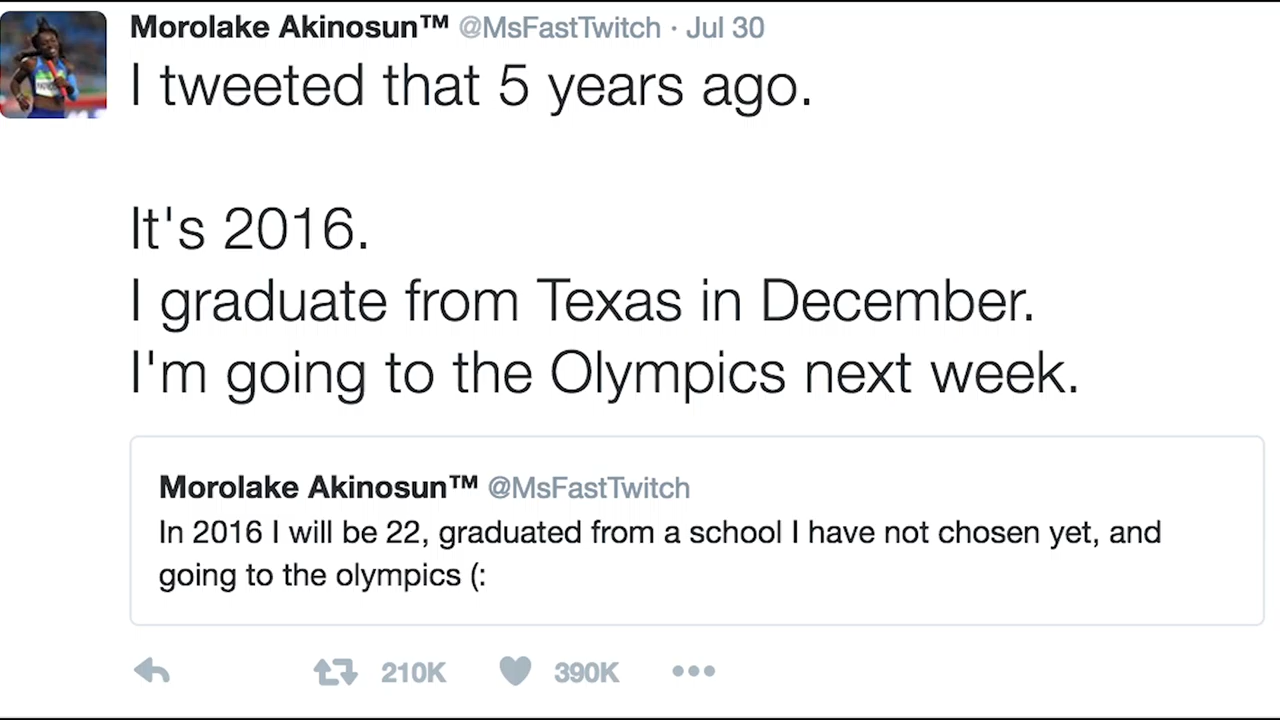 Morolake Akinosun™ @MsFastTwitch · Jul 30
I tweeted that 5 years ago.
It's 2016.
I graduate from Texas in December.
I'm going to the Olympics next week.
Morolake Akinosun™ @MsFastTwitch
In 2016 I will be 22, graduated from a school I have not chosen yet, and
going to the olympics (:
210K 390K